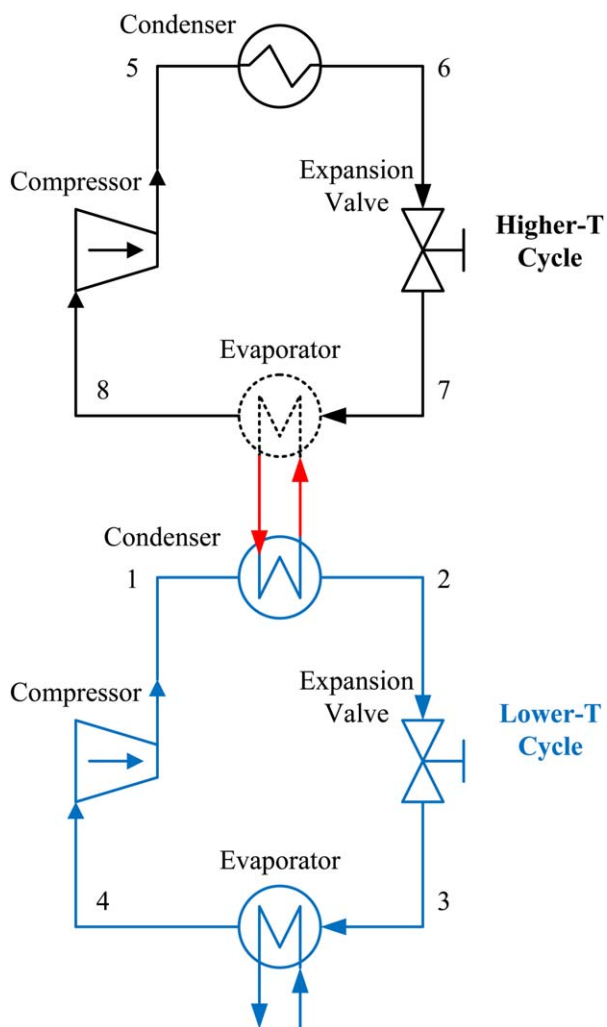 Condenser
5
6
Compressor
Expansion
Valve
Higher-T
Cycle
Evaporator
8
7
Condenser
1
2
Compressor
Expansion
Valve
Lower-T
Cycle
Evaporator
4
3